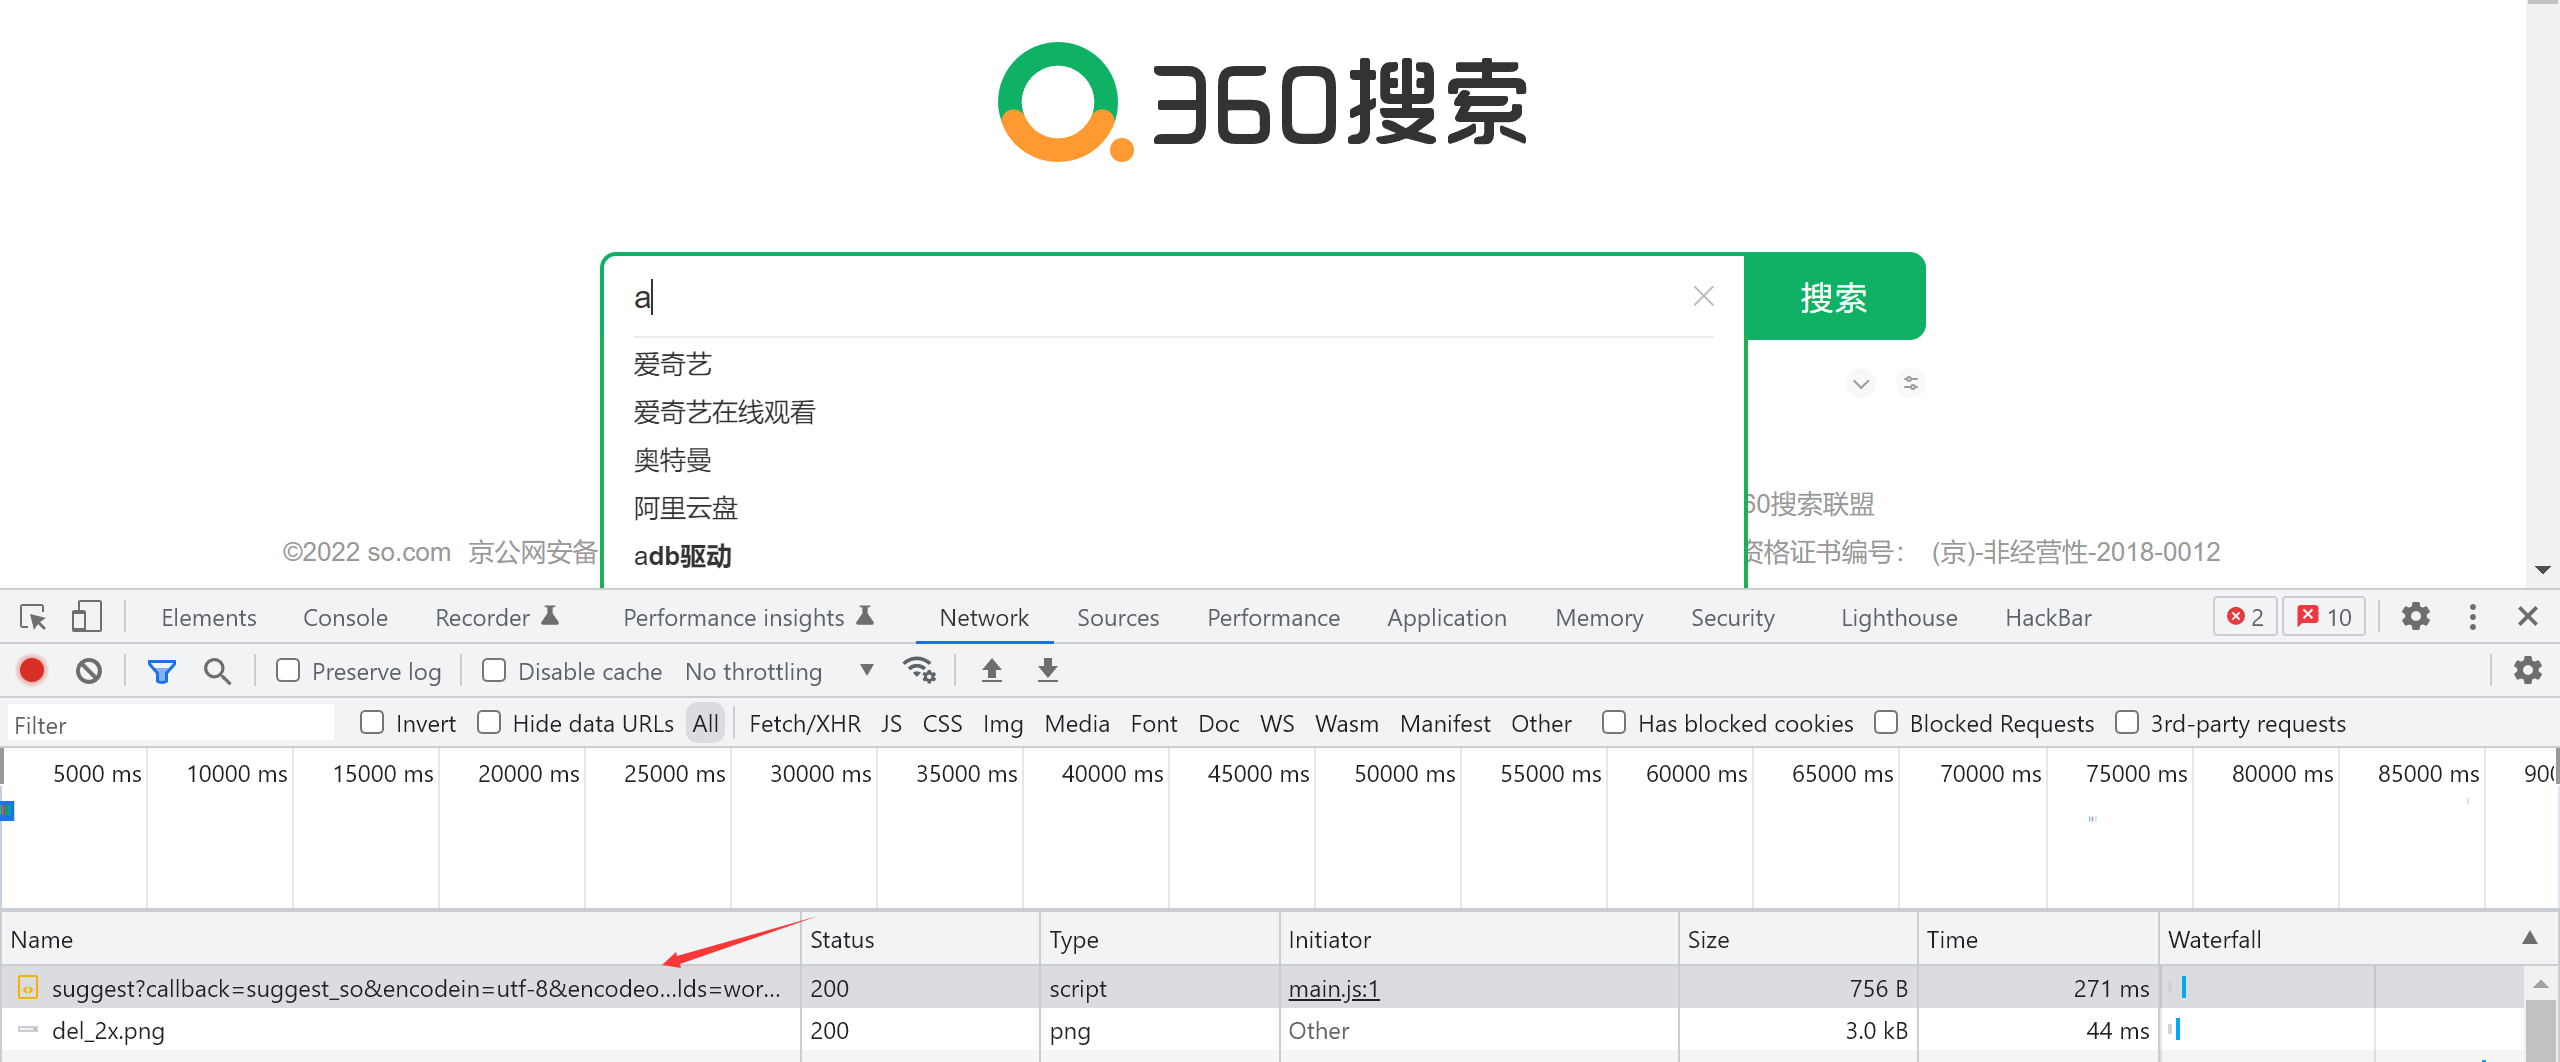 360搜索
a
搜索
爱奇艺
爱奇艺在线观看
奥特曼
阿里云盘
adb驱动
60搜索联盟
©2022 so.com 京公网安备
资格证书编号： (京)-非经营性-2018-0012
Elements Console Recorder Performance insights Network Sources Performance Application Memory Security Lighthouse HackBar 2 10
Preserve log Disable cache No throttling
Filter Invert Hide data URLs All Fetch/XHR JS CSS Img Media Font Doc WS Wasm Manifest Other Has blocked cookies Blocked Requests 3rd-party requests
5000 ms 10000 ms 15000 ms 20000 ms 25000 ms 30000 ms 35000 ms 40000 ms 45000 ms 50000 ms 55000 ms 60000 ms 65000 ms 70000 ms 75000 ms 80000 ms 85000 ms 900
Name Status Type Initiator Size Time Waterfall
suggest?callback=suggest_so&encodein=utf-8&encodeo...lds=wor... 200 script main.js:1 756 B 271 ms
del_2x.png 200 png Other 3.0 kB 44 ms